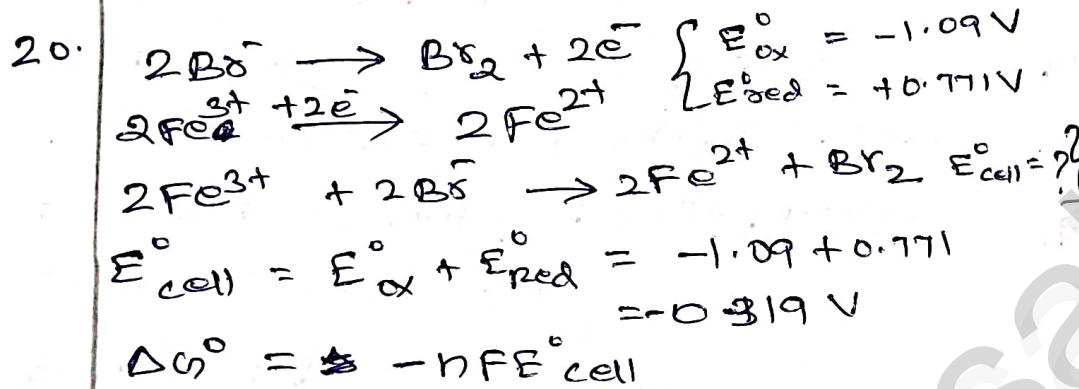 20. 2Br⁻ → Br₂ + 2e⁻ { E°ox = -1.09 V
2Fe³⁺ +2e⁻ → 2Fe²⁺ E°red = +0.771V.
2Fe3+ + 2Br⁻ → 2Fe²⁺ + Br₂ E°cell = ??
E°cell = E°ox + E°Red = -1.09 + 0.771
= -0.319 V
ΔG° = -nFE°cell